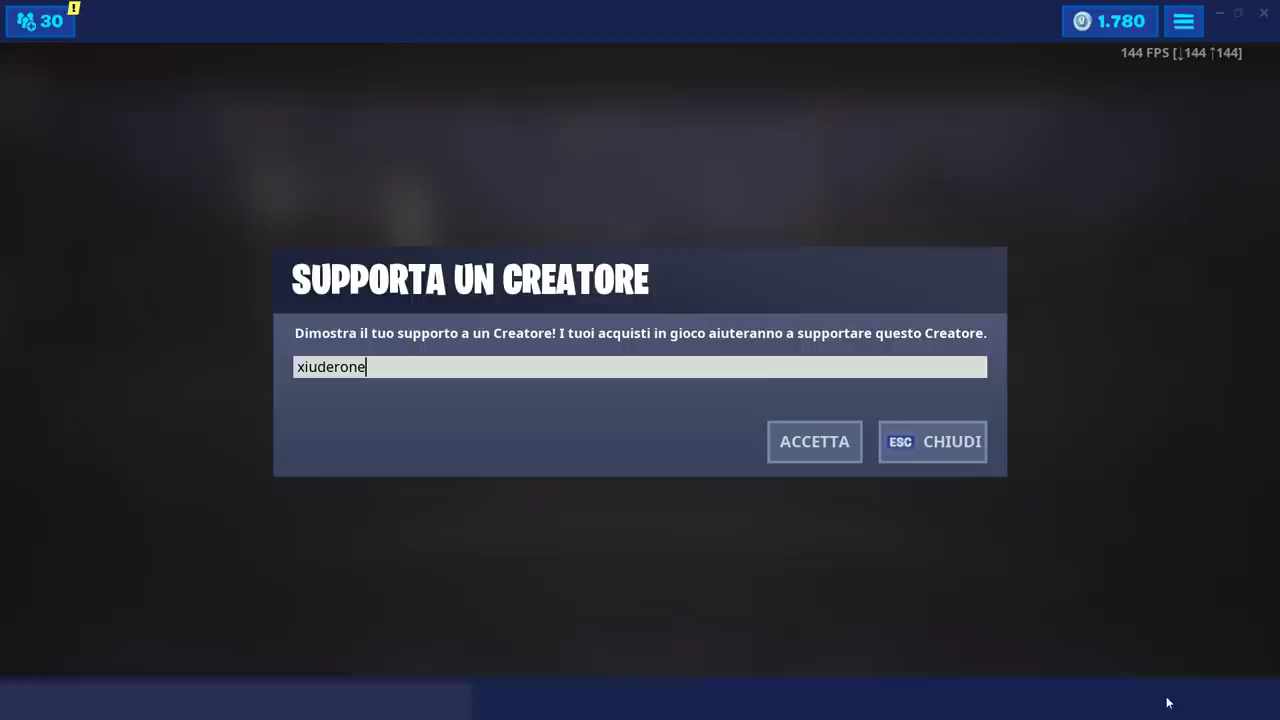 30
!
1.780
144 FPS [↓144 ↑144]
SUPPORTA UN CREATORE
Dimostra il tuo supporto a un Creatore! I tuoi acquisti in gioco aiuteranno a supportare questo Creatore.
xiuderone
ACCETTA
ESC CHIUDI